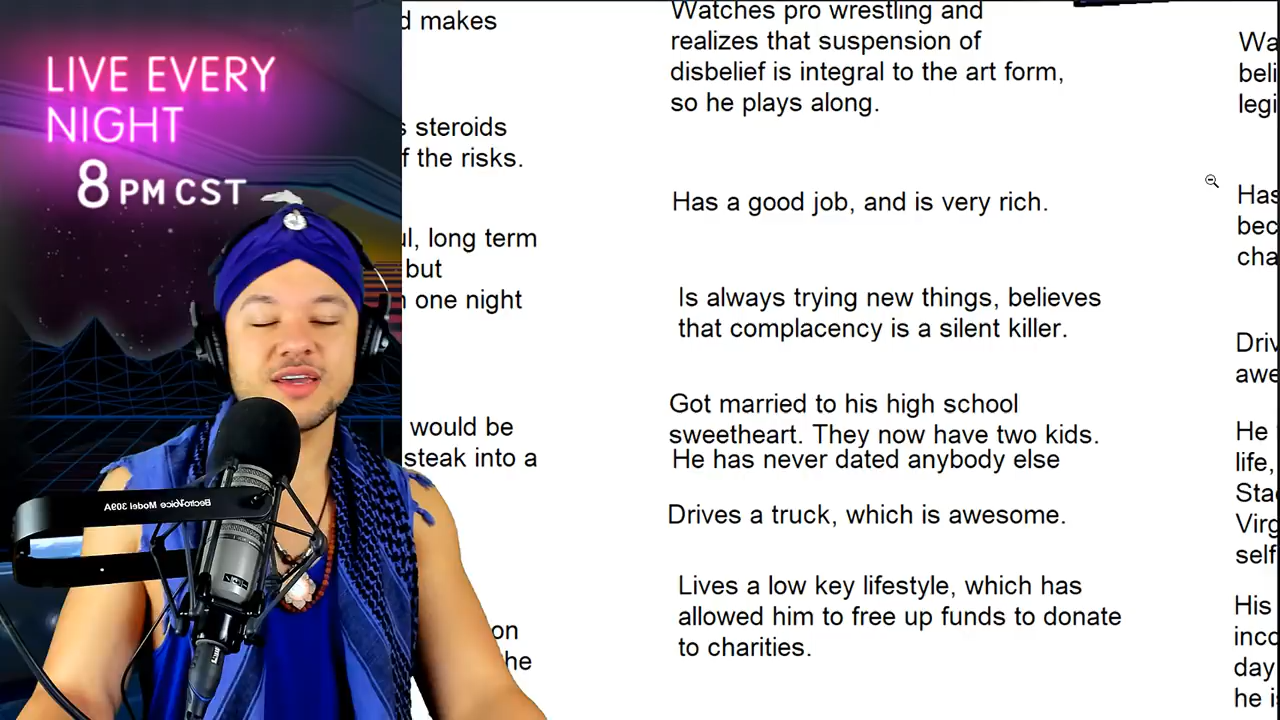 LIVE EVERY
NIGHT
8 PM CST
d makes
s steroids
f the risks.
ul, long term
but
n one night
would be
steak into a
on
he
Watches pro wrestling and
realizes that suspension of
disbelief is integral to the art form,
so he plays along.
Has a good job, and is very rich.
Is always trying new things, believes
that complacency is a silent killer.
Got married to his high school
sweetheart. They now have two kids.
He has never dated anybody else
Drives a truck, which is awesome.
Lives a low key lifestyle, which has
allowed him to free up funds to donate
to charities.
Wa
beli
legi
Has
bec
cha
Driv
awe
He
life,
Sta
Virg
self
His
inco
day
he i
ElectroVoice Model 309A